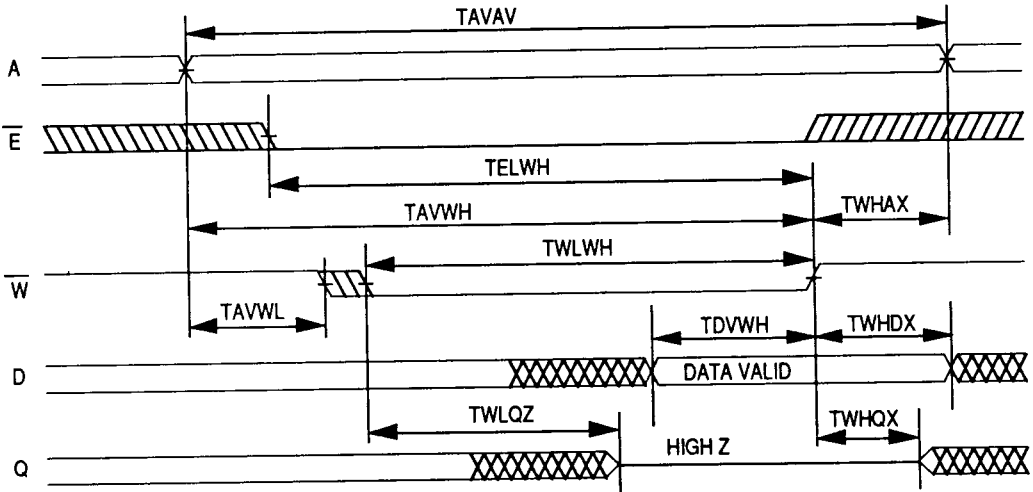 TAVAV
A
E
TELWH
TAVWH TWHAX
TWLWH
W
TAVWL TDVWH TWHDX
D DATA VALID
TWLQZ TWHQX
Q HIGH Z